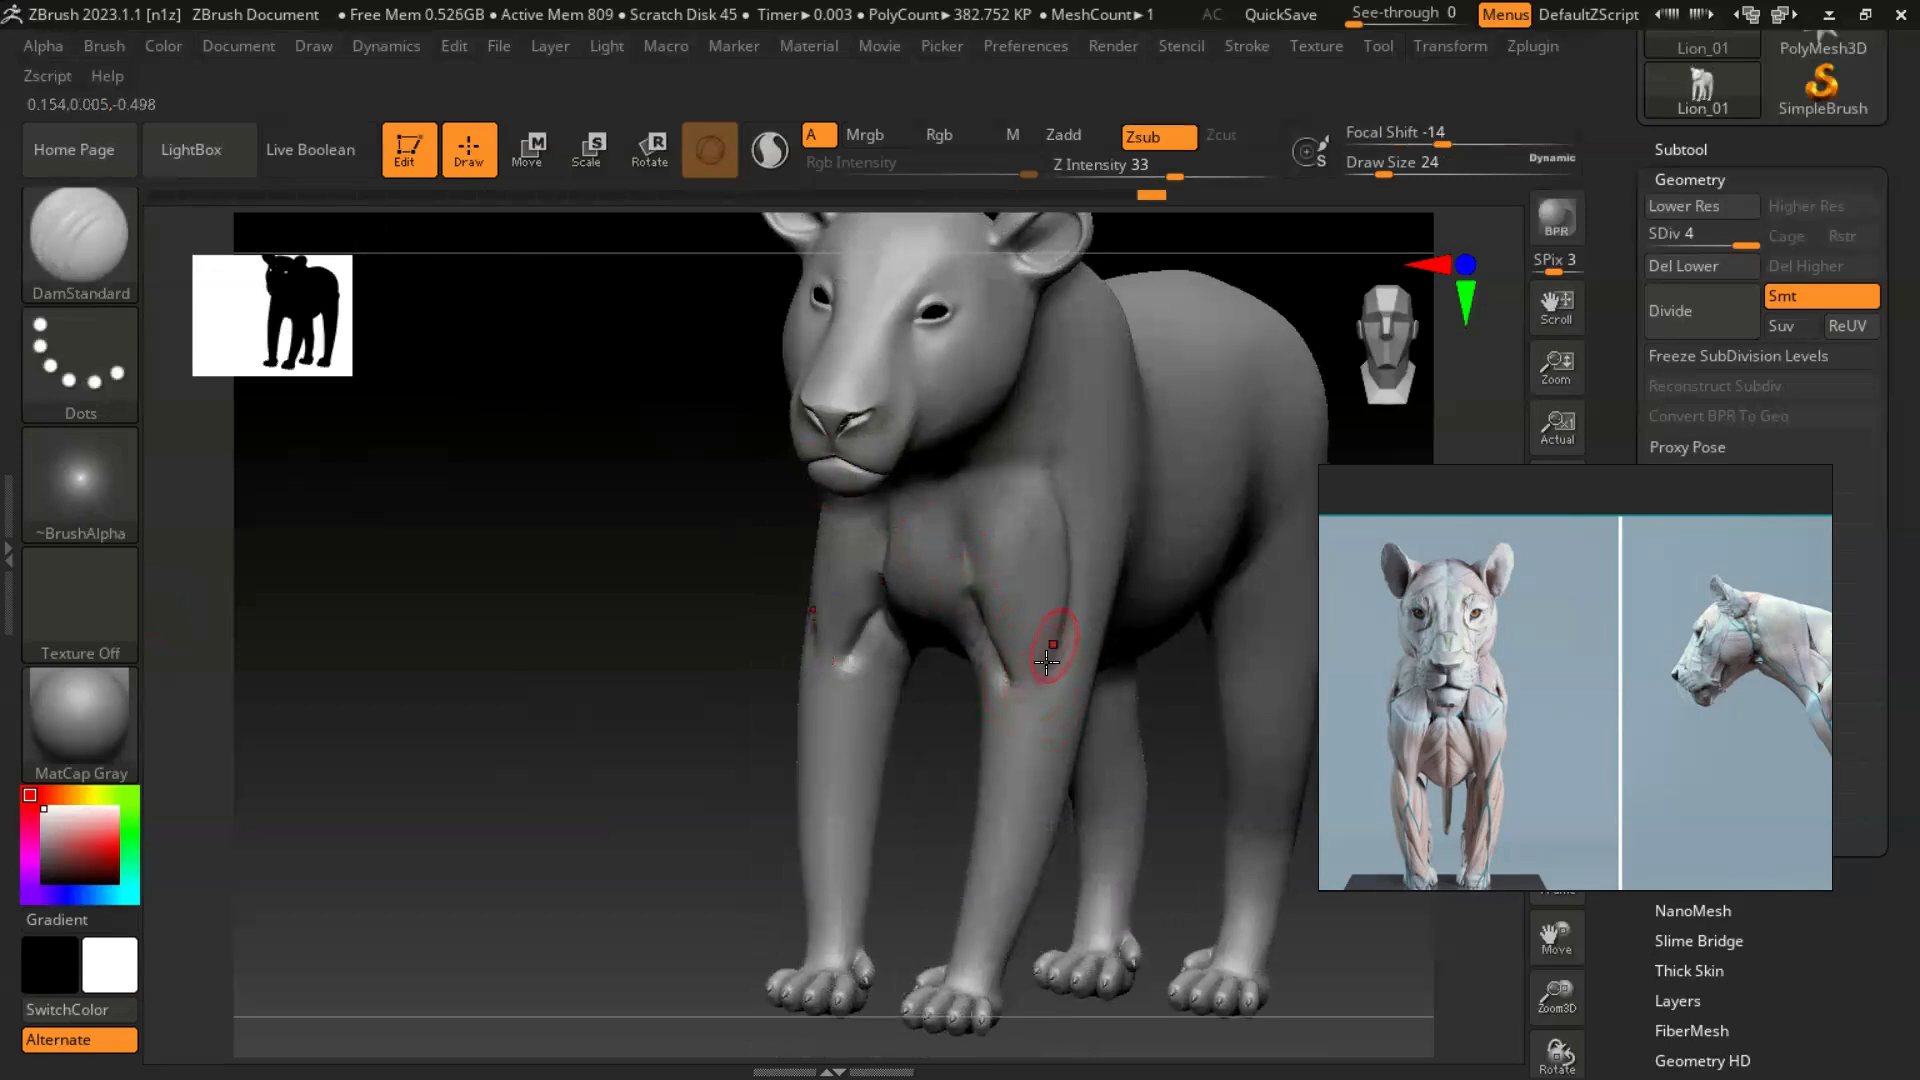 ZBrush 2023.1.1 [n1z] ZBrush Document ● Free Mem 0.526GB ● Active Mem 809 ● Scratch Disk 45 ● Timer►0.003 ● PolyCount►382.752 KP ● MeshCount►1 AC QuickSave See-through 0 Menus DefaultZScript
Alpha Brush Color Document Draw Dynamics Edit File Layer Light Macro Marker Material Movie Picker Preferences Render Stencil Stroke Texture Tool Transform Zplugin
Zscript Help
0.154,0.005,-0.498
Home Page LightBox Live Boolean Edit Draw Move Scale Rotate
A Mrgb Rgb M Zadd Zsub Zcut
Rgb Intensity Z Intensity 33
S
Focal Shift -14
Draw Size 24 Dynamic
DamStandard
Dots
~BrushAlpha
Texture Off
MatCap Gray
Gradient
SwitchColor
Alternate
BPR
SPix 3
Scroll
Zoom
Actual
Move
Zoom3D
Rotate
Lion_01 PolyMesh3D
Lion_01 SimpleBrush
Subtool
Geometry
Lower Res Higher Res
SDiv 4 Cage Rstr
Del Lower Del Higher
Divide Smt
Suv ReUV
Freeze SubDivision Levels
Reconstruct Subdiv
Convert BPR To Geo
Proxy Pose
NanoMesh
Slime Bridge
Thick Skin
Layers
FiberMesh
Geometry HD